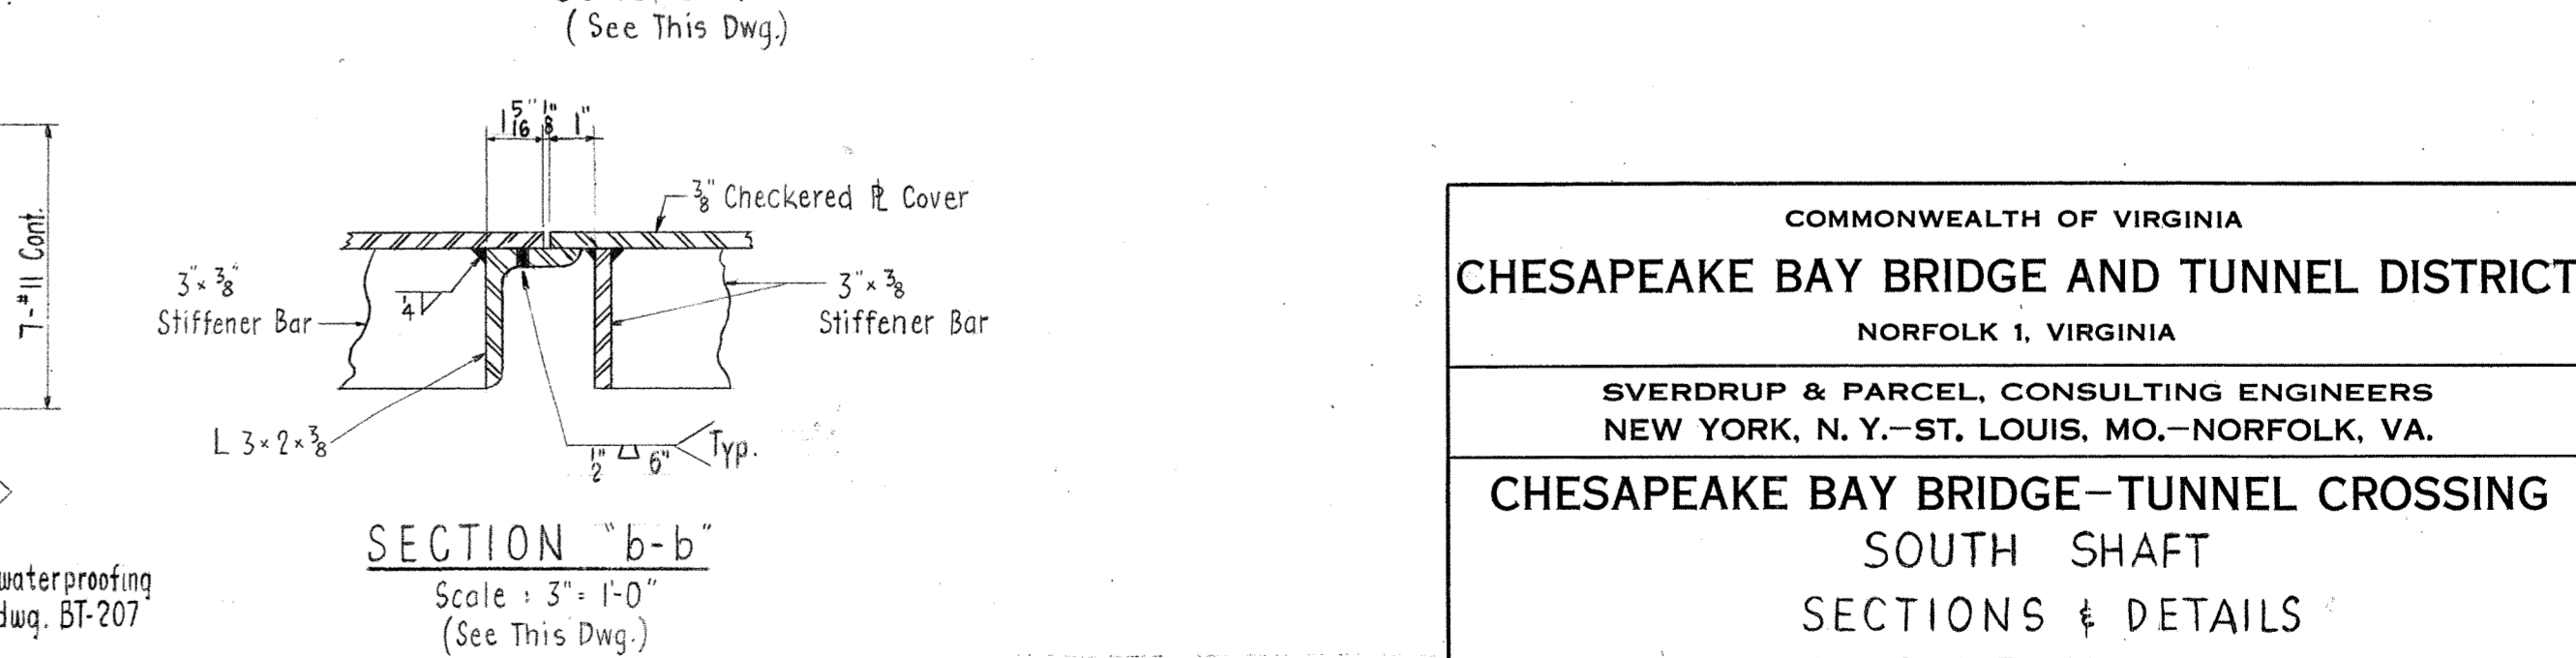 (See This Dwg.)
1 5/16" 1/8" 1"
3/8" Checkered ⅊ Cover
7-#11 Cont.
3"× 3/8"
Stiffener Bar
1/4
3"× 3/8
Stiffener Bar
L 3×2×3/8
1/2" 6" Typ.
SECTION "b-b"
Scale : 3"= 1'-0"
(See This Dwg.)
waterproofing
dwg. BT-207
COMMONWEALTH OF VIRGINIA
CHESAPEAKE BAY BRIDGE AND TUNNEL DISTRICT
NORFOLK 1, VIRGINIA
SVERDRUP & PARCEL, CONSULTING ENGINEERS
NEW YORK, N. Y.—ST. LOUIS, MO.—NORFOLK, VA.
CHESAPEAKE BAY BRIDGE—TUNNEL CROSSING
SOUTH SHAFT
SECTIONS & DETAILS